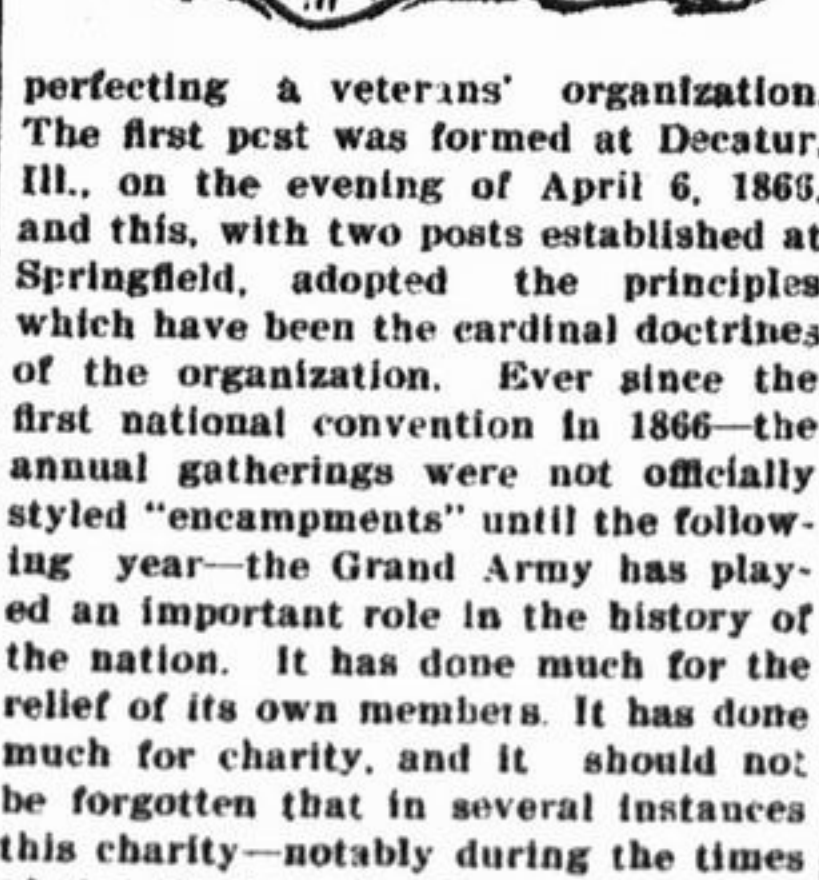 perfecting a veterans' organization.
The first post was formed at Decatur,
Ill., on the evening of April 6, 1866,
and this, with two posts established at
Springfield, adopted the principles
which have been the cardinal doctrines
of the organization. Ever since the
first national convention in 1866—the
annual gatherings were not officially
styled "encampments" until the follow-
ing year—the Grand Army has play-
ed an important role in the history of
the nation. It has done much for the
relief of its own members. It has done
much for charity, and it should not
be forgotten that in several instances
this charity—notably during the times